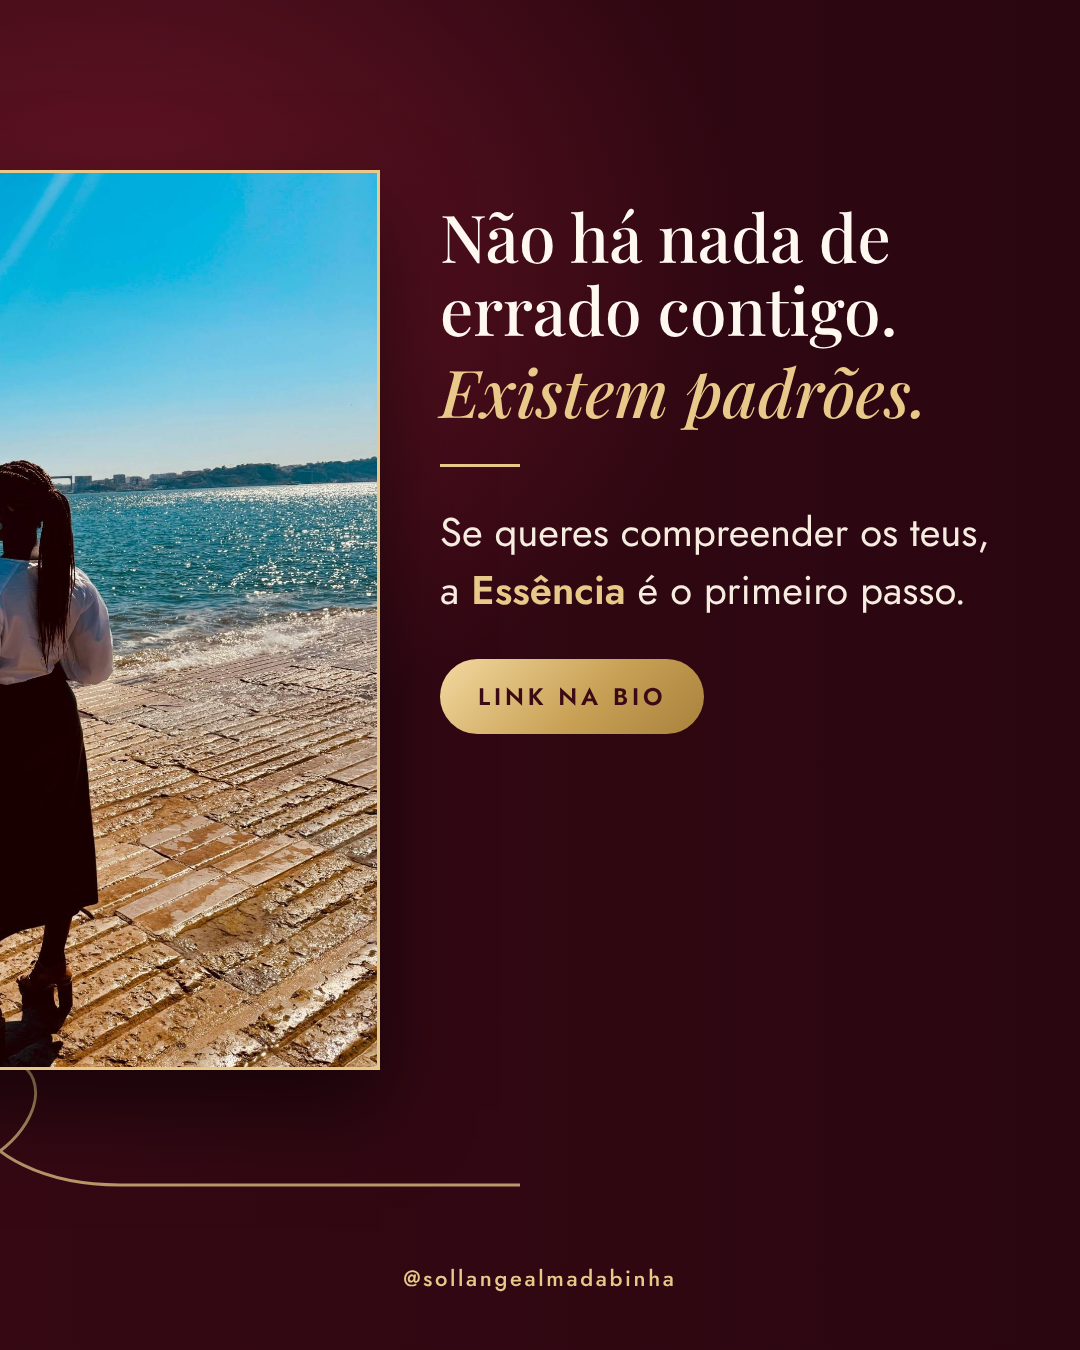 Não há nada de
errado contigo.
Existem padrões.
Se queres compreender os teus,
a Essência é o primeiro passo.
LINK NA BIO
@sollangealmadabinha